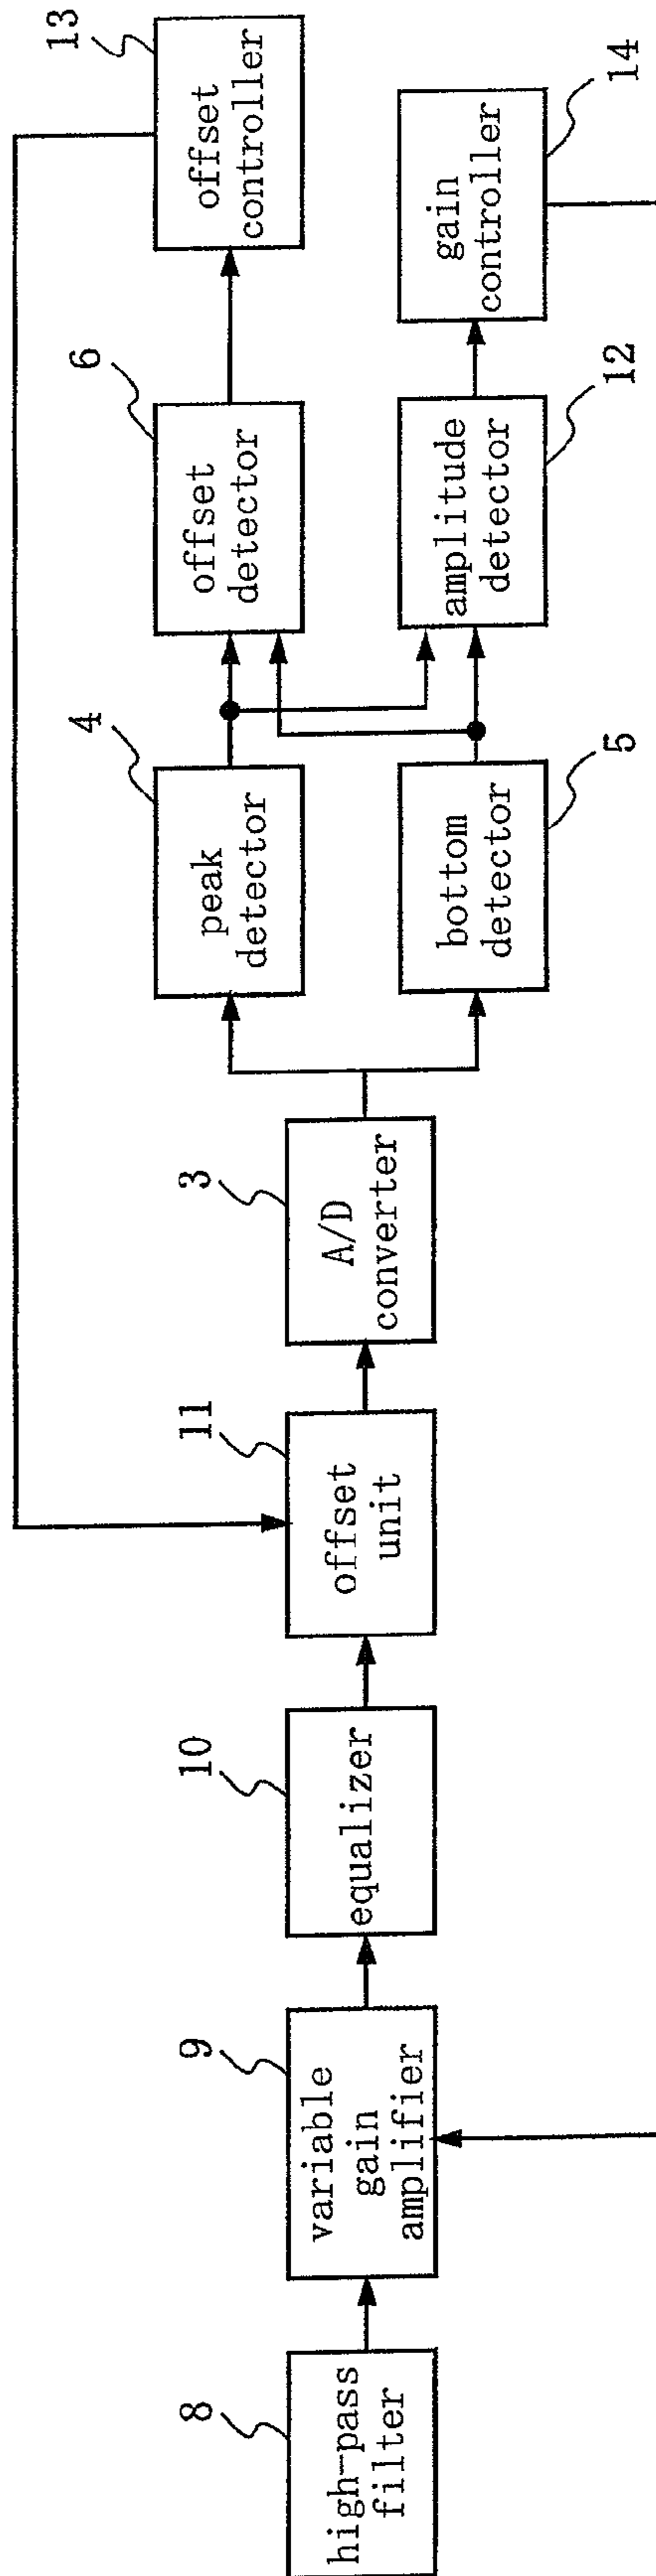 8
high-pass
filter
9
variable
gain
amplifier
10
equalizer
11
offset
unit
3
A/D
converter
4
peak
detector
5
bottom
detector
6
offset
detector
12
amplitude
detector
13
offset
controller
14
gain
controller